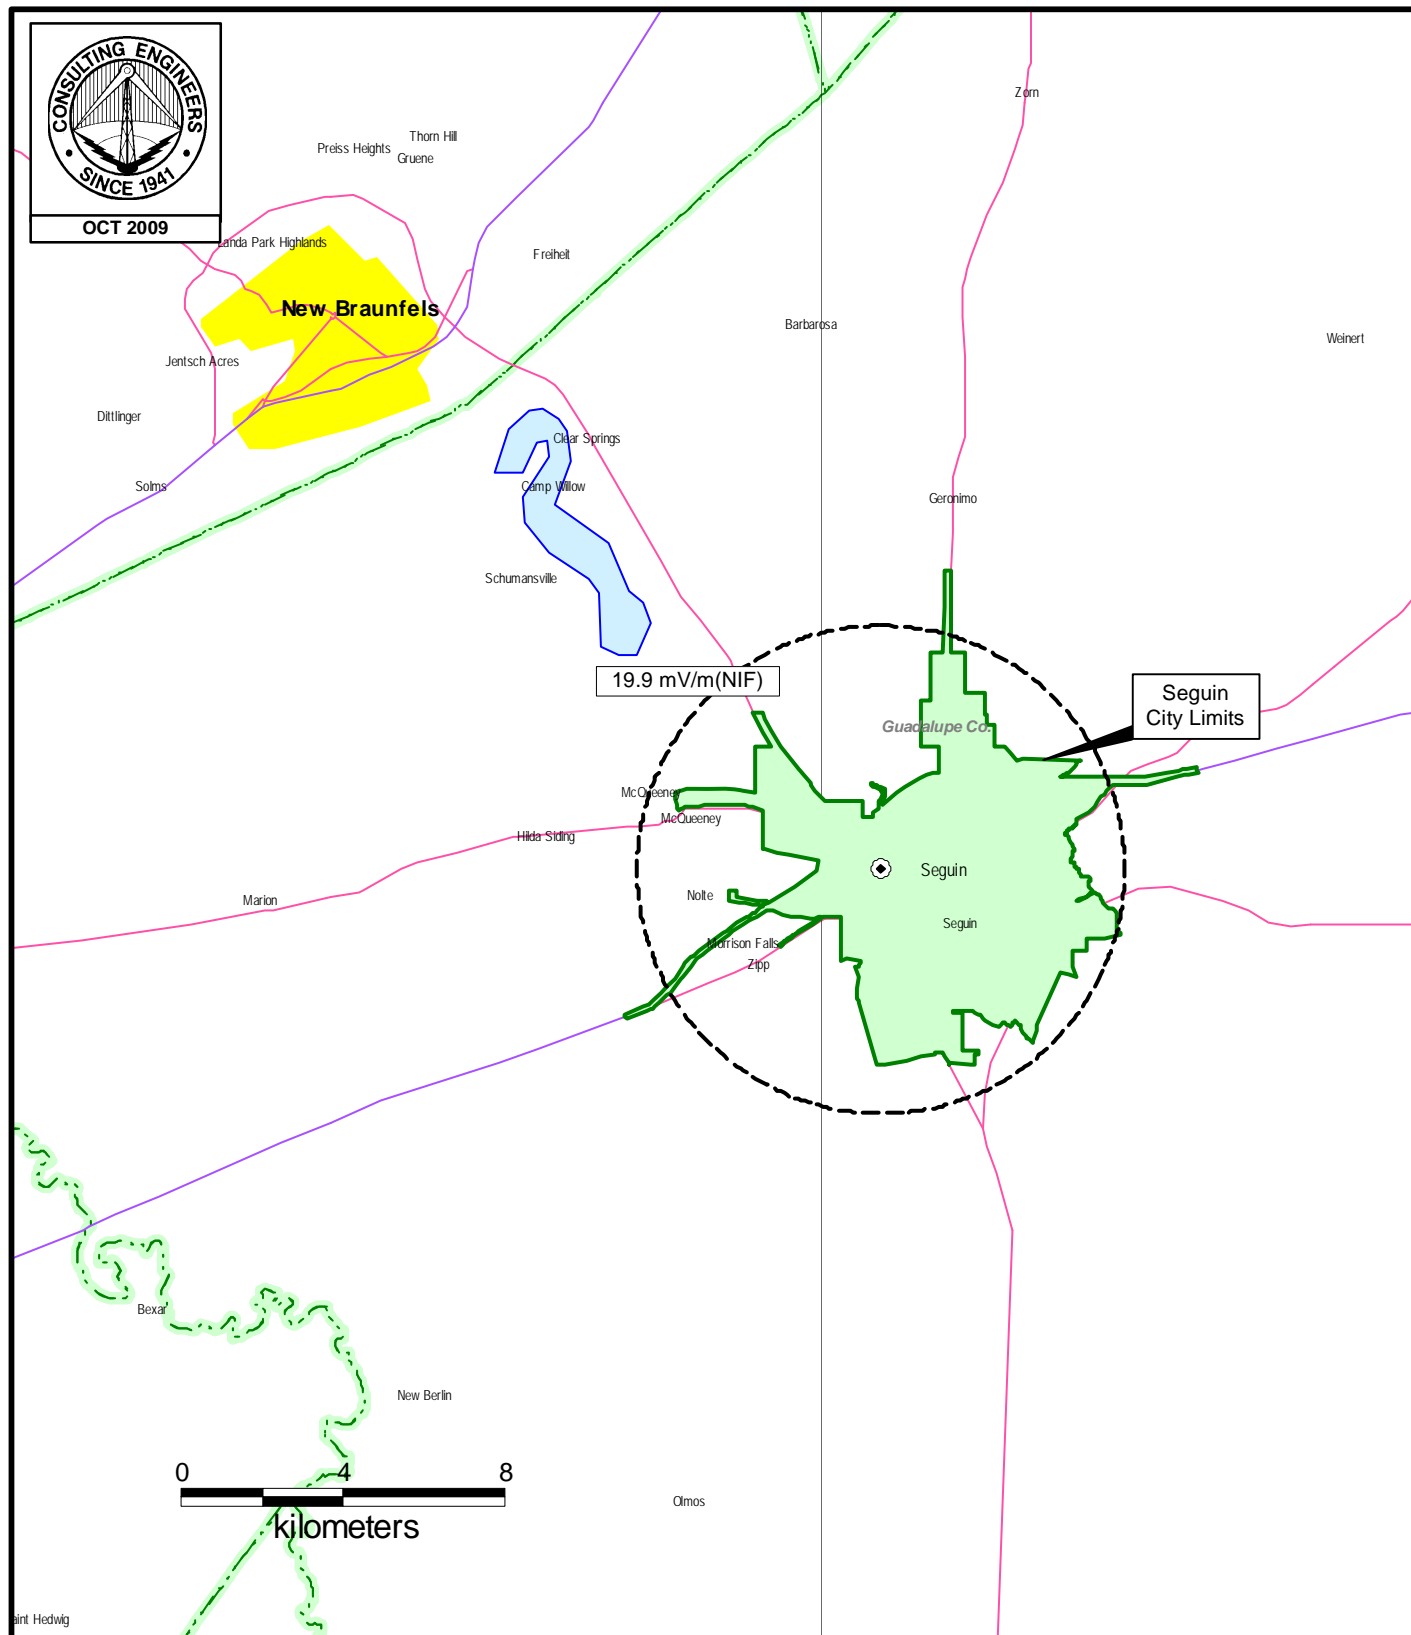 CONSULTING ENGINEERS
SINCE 1941
OCT 2009
Zorn
Thorn Hill
Preiss Heights
Gruene
Landa Park Highlands
Freiheit
New Braunfels
Barbarosa
Weinert
Jentsch Acres
Dittlinger
Clear Springs
Solms
Camp Willow
Geronimo
Schumansville
19.9 mV/m(NIF)
Seguin
City Limits
Guadalupe Co.
McQueeney
McQueeney
Hilda Siding
Seguin
Marion
Nolte
Seguin
Morrison Falls
Zipp
Bexar
New Berlin
0 4 8
kilometers
Olmos
aint Hedwig